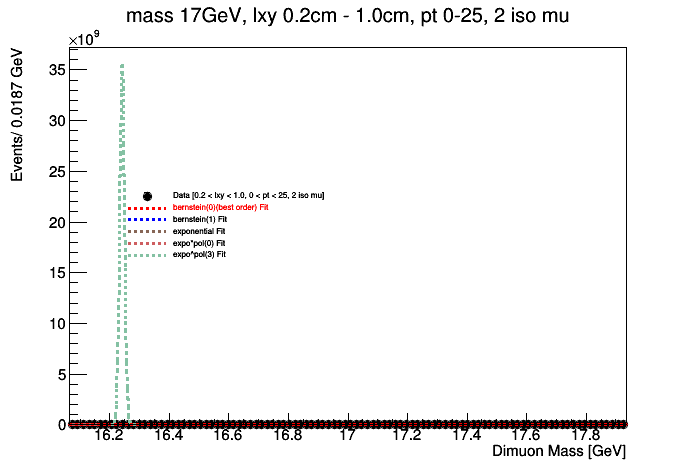 mass 17GeV, lxy 0.2cm - 1.0cm, pt 0-25, 2 iso mu
×10⁹
Events/ 0.0187 GeV
35
30
25
20
15
10
5
0
Data [0.2 < lxy < 1.0, 0 < pt < 25, 2 iso mu]
bernstein(0)(best order) Fit
bernstein(1) Fit
exponential Fit
expo*pol(0) Fit
expo*pol(3) Fit
16.2 16.4 16.6 16.8 17 17.2 17.4 17.6 17.8
Dimuon Mass [GeV]